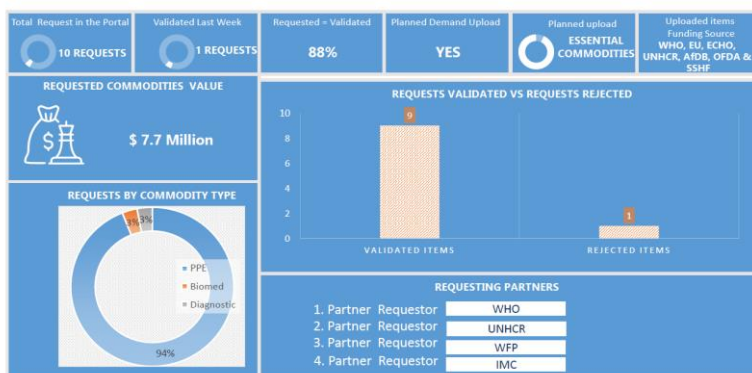 Total Request in the Portal
10 REQUESTS
Validated Last Week
1 REQUESTS
Requested = Validated
88%
Planned Demand Upload
YES
Planned upload
ESSENTIAL
COMMODITIES
Uploaded items
Funding Source
WHO, EU, ECHO,
UNHCR, AfDB, OFDA &
SSHF
REQUESTED COMMODITIES VALUE
$ 7.7 Million
REQUESTS BY COMMODITY TYPE
3% 3%
PPE
Biomed
Diagnostic
94%
REQUESTS VALIDATED VS REQUESTS REJECTED
10
8
6
4
2
0
9
1
VALIDATED ITEMS
REJECTED ITEMS
REQUESTING PARTNERS
1. Partner Requestor WHO
2. Partner Requestor UNHCR
3. Partner Requestor WFP
4. Partner Requestor IMC